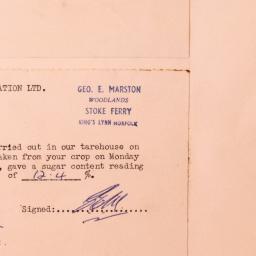 ATION LTD.
GEO. E. MARSTON
WOODLANDS
STOKE FERRY
KING'S LYNN NORFOLK
rried out in our tarehouse on
aken from your crop on Monday
, gave a sugar content reading
of 12.4 %.
Signed: